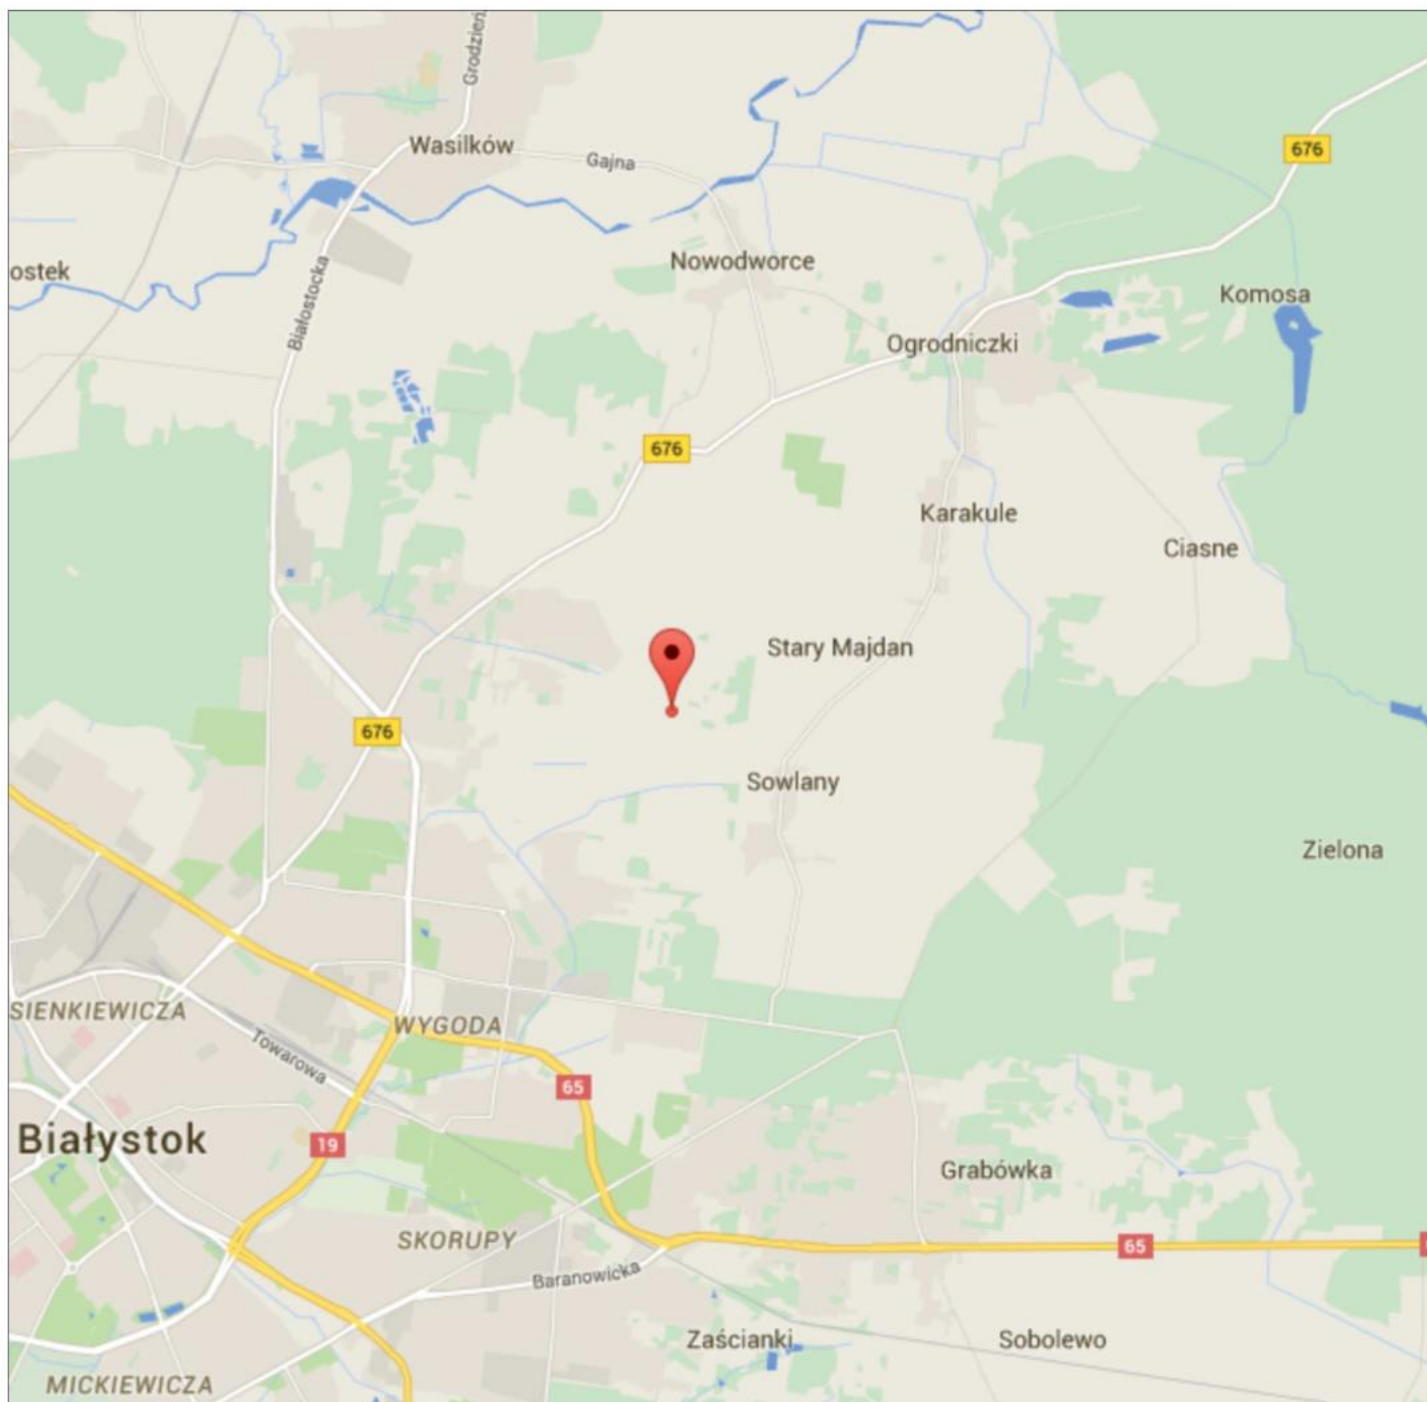 Grodzień
Wasilków
Gajna
676
ostek
Białostocka
Nowodworce
Komosa
Ogrodniczki
676
Karakule
Ciasne
Stary Majdan
676
Sowlany
Zielona
SIENKIEWICZA
WYGODA
Towarowa
65
Białystok
19
Grabówka
SKORUPY
65
Baranowicka
Zaścianki
Sobolewo
MICKIEWICZA